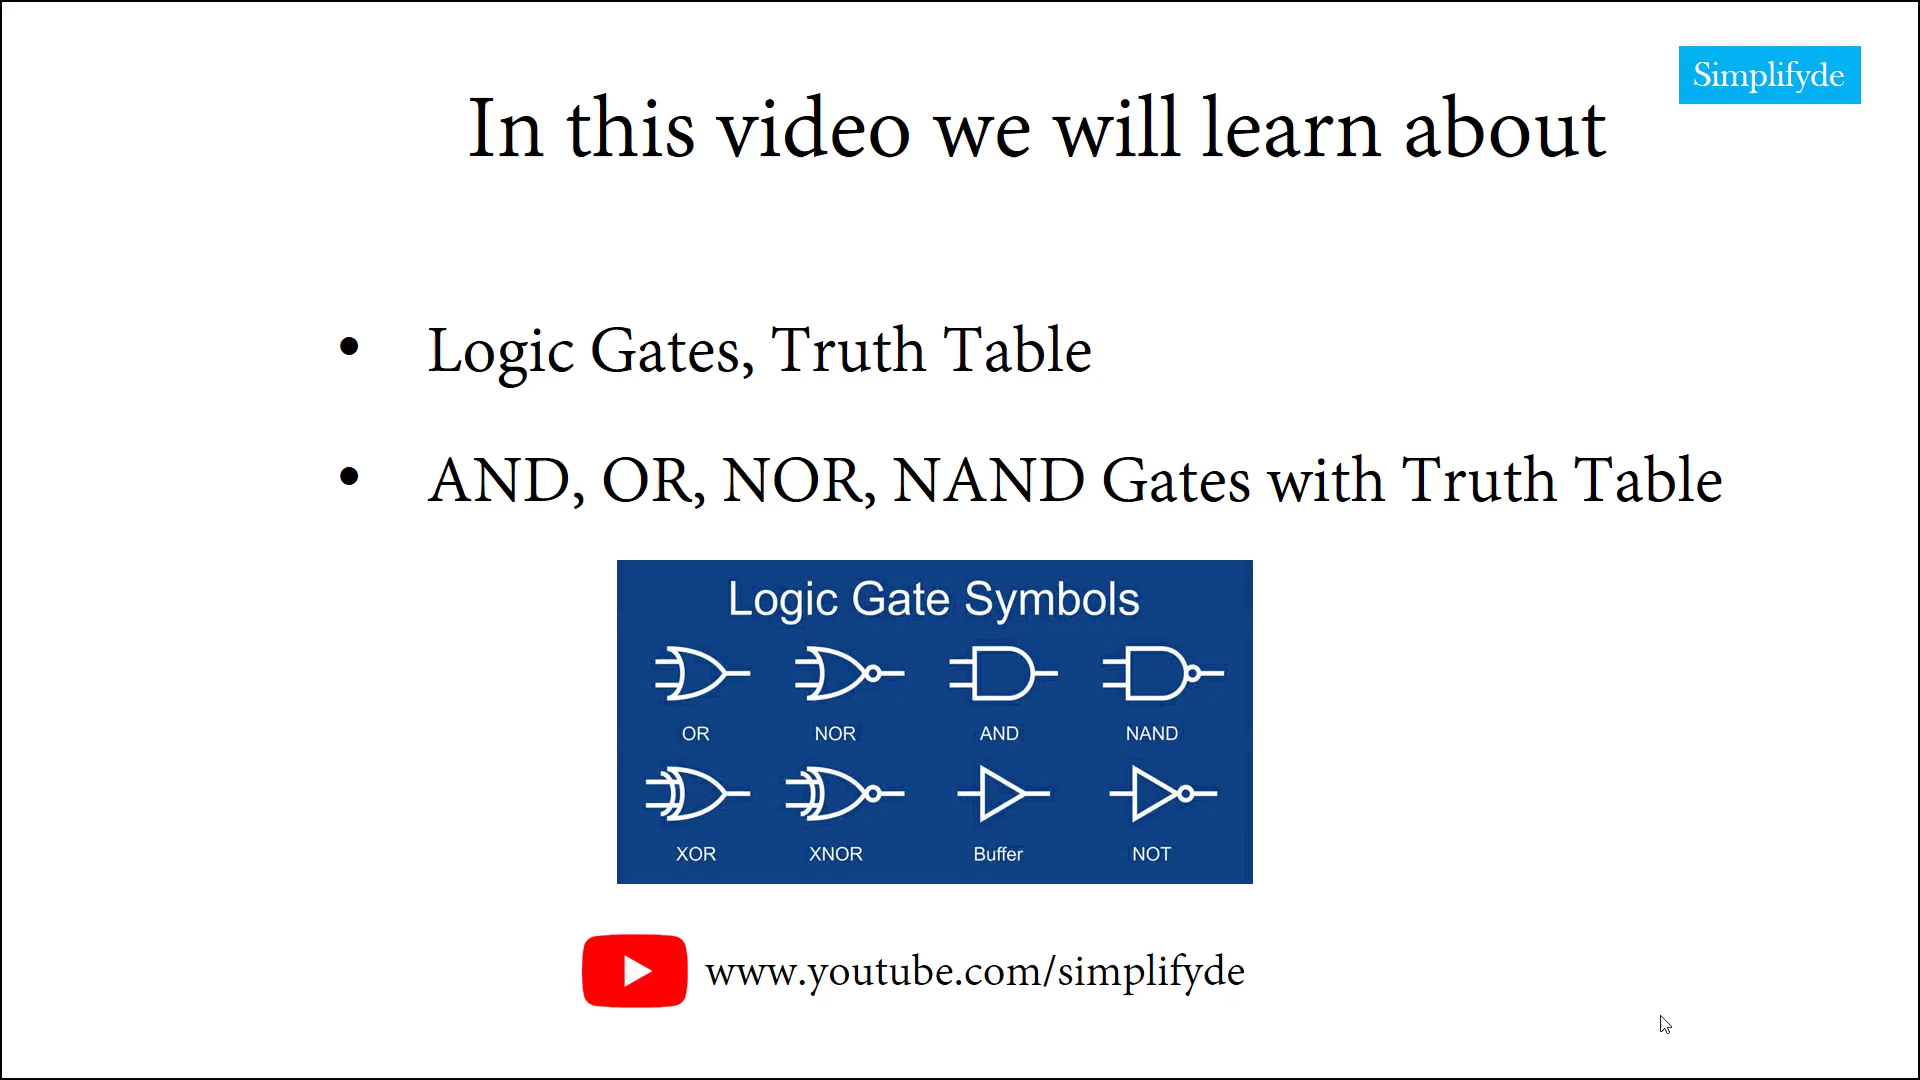 Simplifyde
In this video we will learn about
• Logic Gates, Truth Table
• AND, OR, NOR, NAND Gates with Truth Table
Logic Gate Symbols
OR NOR AND NAND
XOR XNOR Buffer NOT
www.youtube.com/simplifyde